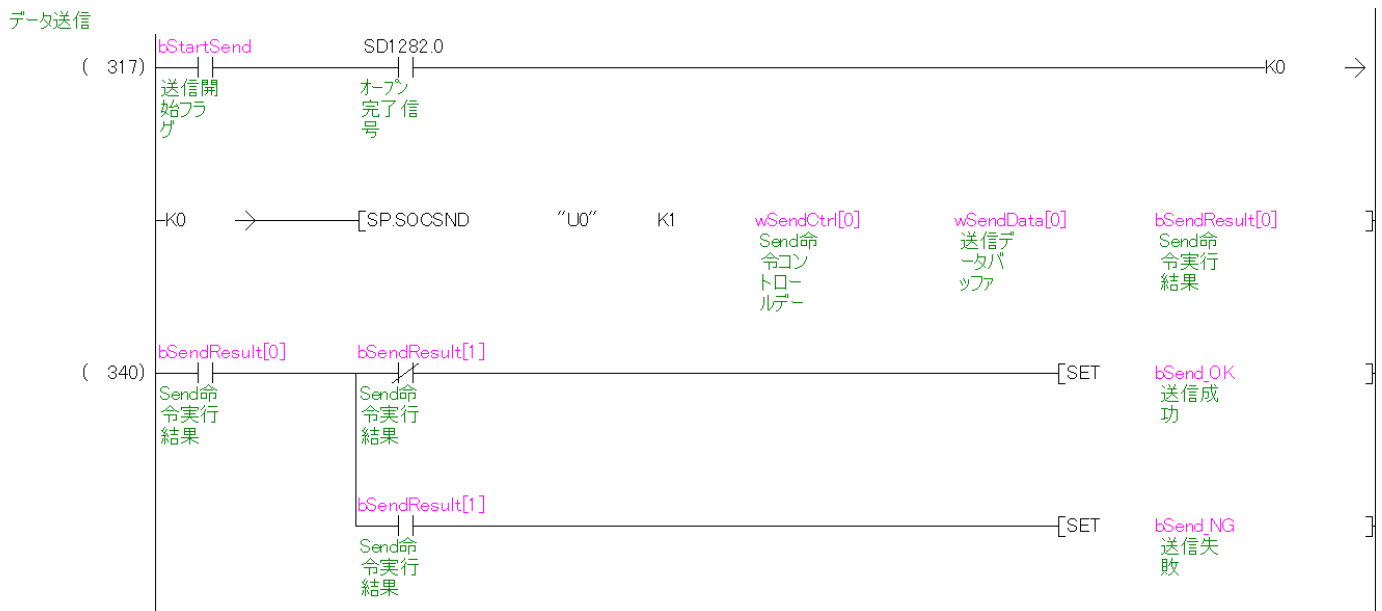 データ送信
bStartSend SD1282.0
( 317) K0
送信開 オープン
始フラ 完了信
グ 号
K0 [SP.SOCSND "U0" K1 wSendCtrl[0] wSendData[0] bSendResult[0] ]
Send命 送信デ Send命
令コン ータバ 令実行
トロー ッファ 結果
ルデー
bSendResult[0] bSendResult[1]
( 340) [SET bSend_OK ]
Send命 Send命 送信成
令実行 令実行 功
結果 結果
bSendResult[1]
[SET bSend_NG ]
Send命 送信失
令実行 敗
結果